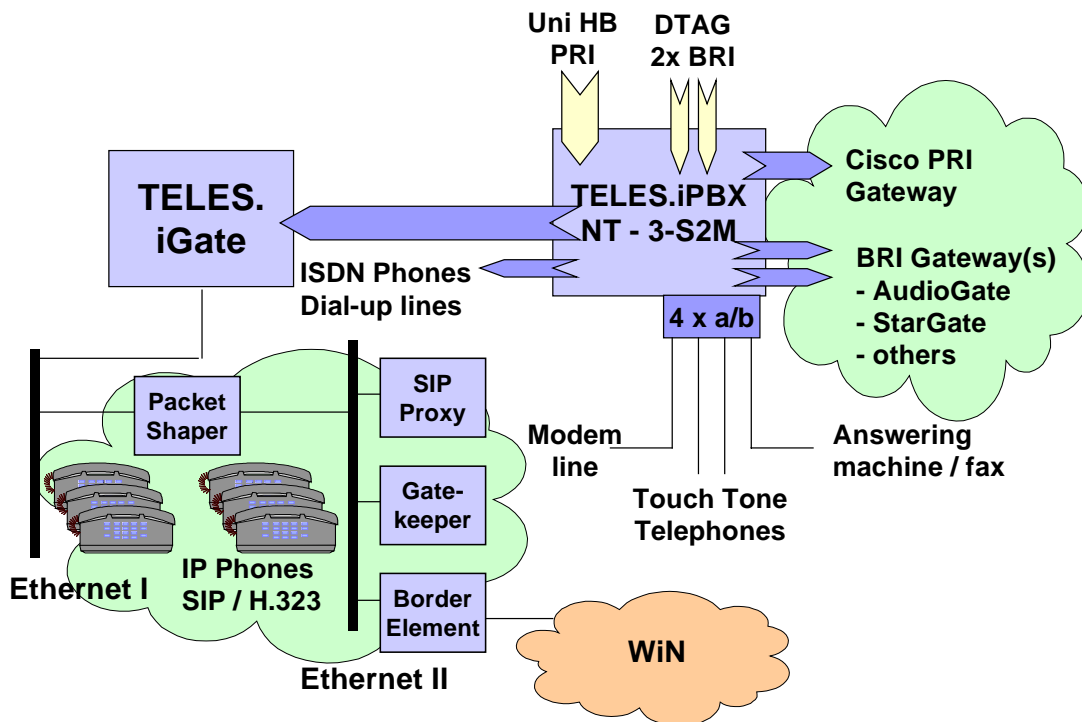 Uni HB
PRI
DTAG
2x BRI
TELES.
iGate
TELES.iPBX
NT - 3-S2M
Cisco PRI
Gateway
ISDN Phones
Dial-up lines
BRI Gateway(s)
- AudioGate
- StarGate
- others
4 x a/b
Packet
Shaper
SIP
Proxy
Modem
line
Answering
machine / fax
Touch Tone
Telephones
Gate-
keeper
Ethernet I
IP Phones
SIP / H.323
Border
Element
WiN
Ethernet II